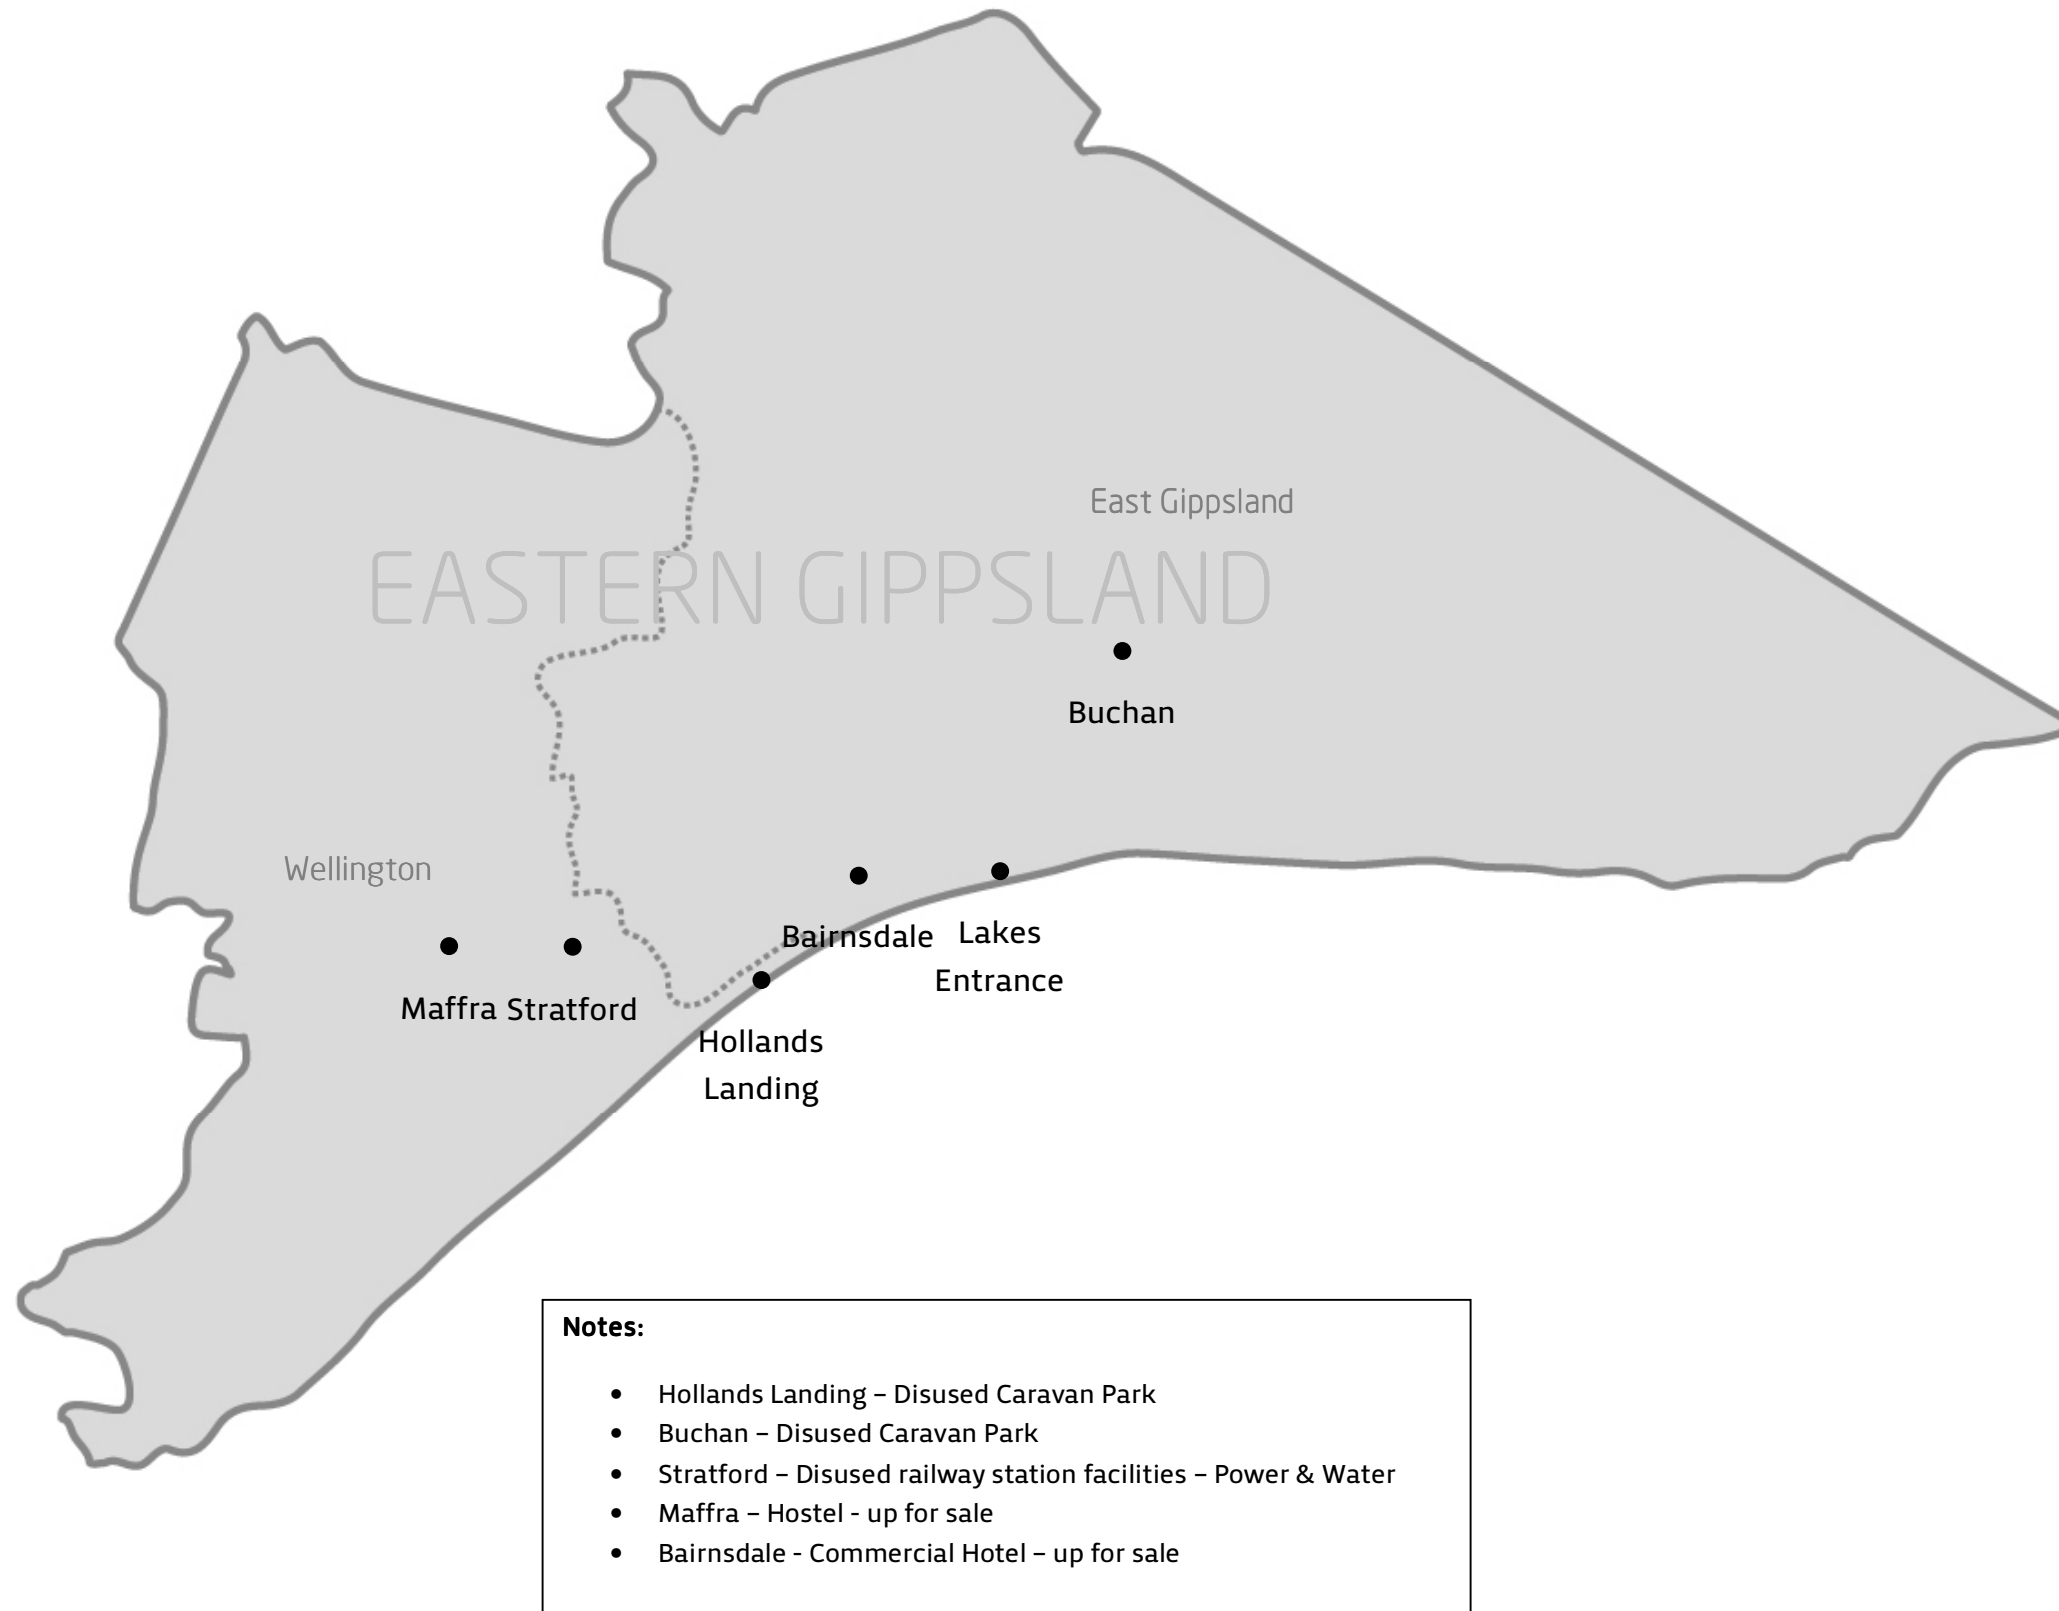 East Gippsland
EASTERN GIPPSLAND
Buchan
Wellington
Bairnsdale
Lakes
Entrance
Maffra
Stratford
Hollands
Landing
Notes:
• Hollands Landing – Disused Caravan Park
• Buchan – Disused Caravan Park
• Stratford – Disused railway station facilities – Power & Water
• Maffra – Hostel - up for sale
• Bairnsdale - Commercial Hotel – up for sale